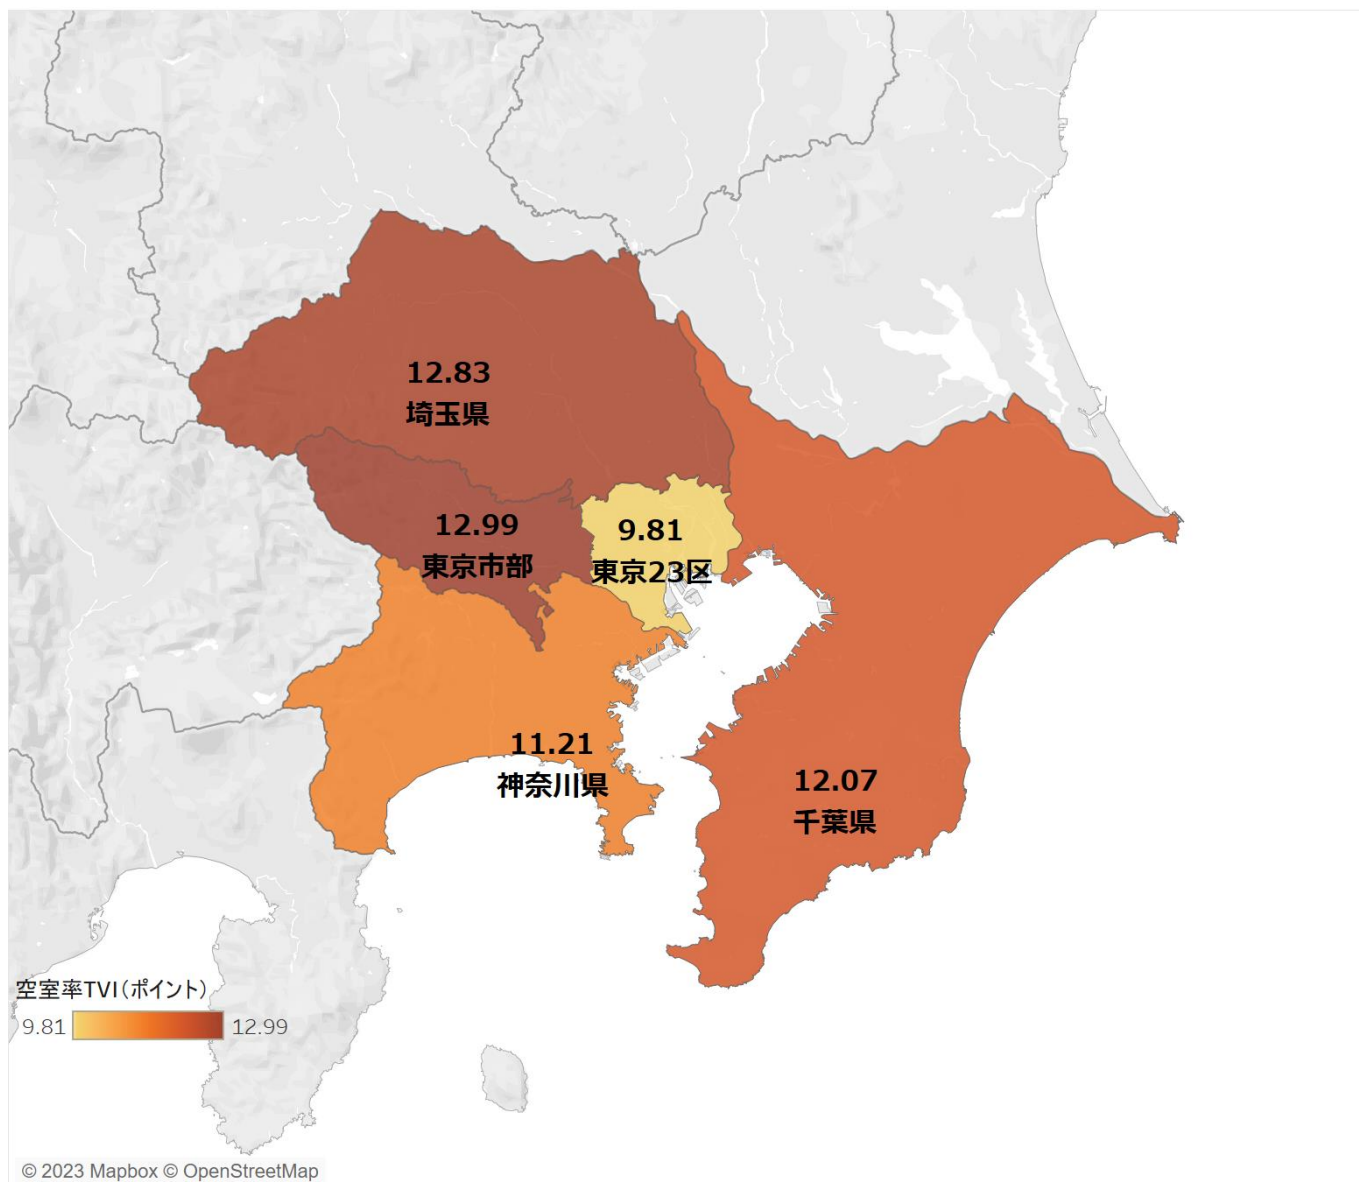 12.83
埼玉県
12.99
東京市部
9.81
東京23区
11.21
神奈川県
12.07
千葉県
空室率TVI(ポイント)
9.81 12.99
© 2023 Mapbox © OpenStreetMap